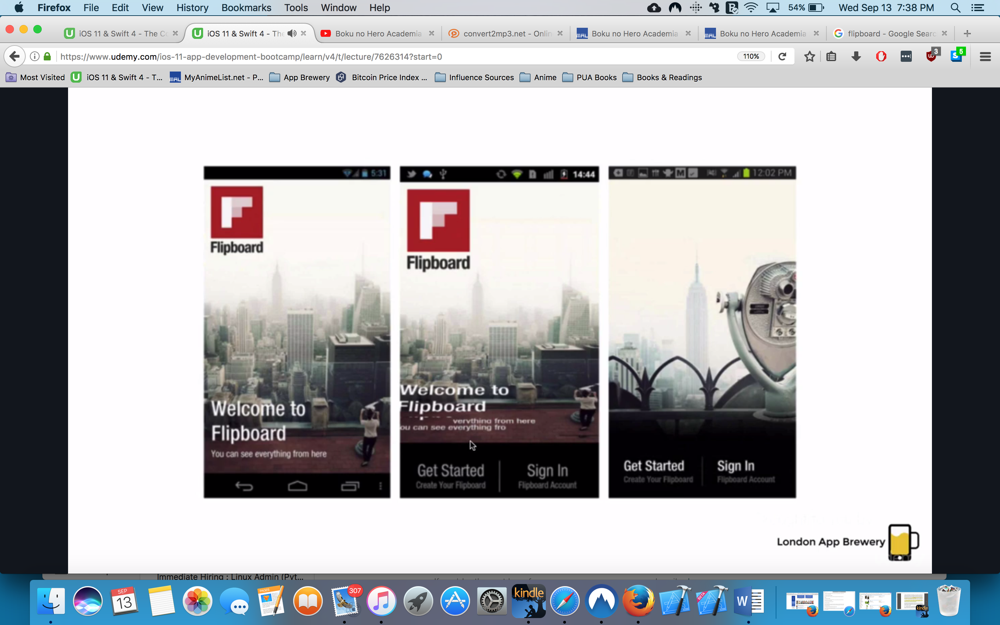 Firefox File Edit View History Bookmarks Tools Window Help 54% Wed Sep 13 7:38 PM
iOS 11 & Swift 4 - The Co
iOS 11 & Swift 4 - The
Boku no Hero Academia
convert2mp3.net - Onlin
Boku no Hero Academia
Boku no Hero Academia
flipboard - Google Searc
https://www.udemy.com/ios-11-app-development-bootcamp/learn/v4/t/lecture/7626314?start=0
110%
3
5
Most Visited
iOS 11 & Swift 4 - T...
MAL
MyAnimeList.net - P...
App Brewery
Bitcoin Price Index ...
Influence Sources
Anime
PUA Books
Books & Readings
5:31
Flipboard
Welcome to
Flipboard
You can see everything from here
14:44
Flipboard
Welcome to
Flipboard
verything from here
ou can see everything fro
Get Started
Create Your Flipboard
Sign In
Flipboard Account
12:02 PM
Get Started
Create Your Flipboard
Sign In
Flipboard Account
London App Brewery
Immediate Hiring : Linux Admin (Pyt...
SEP
13
PAGES
307
kindle
BETA
W
kindle